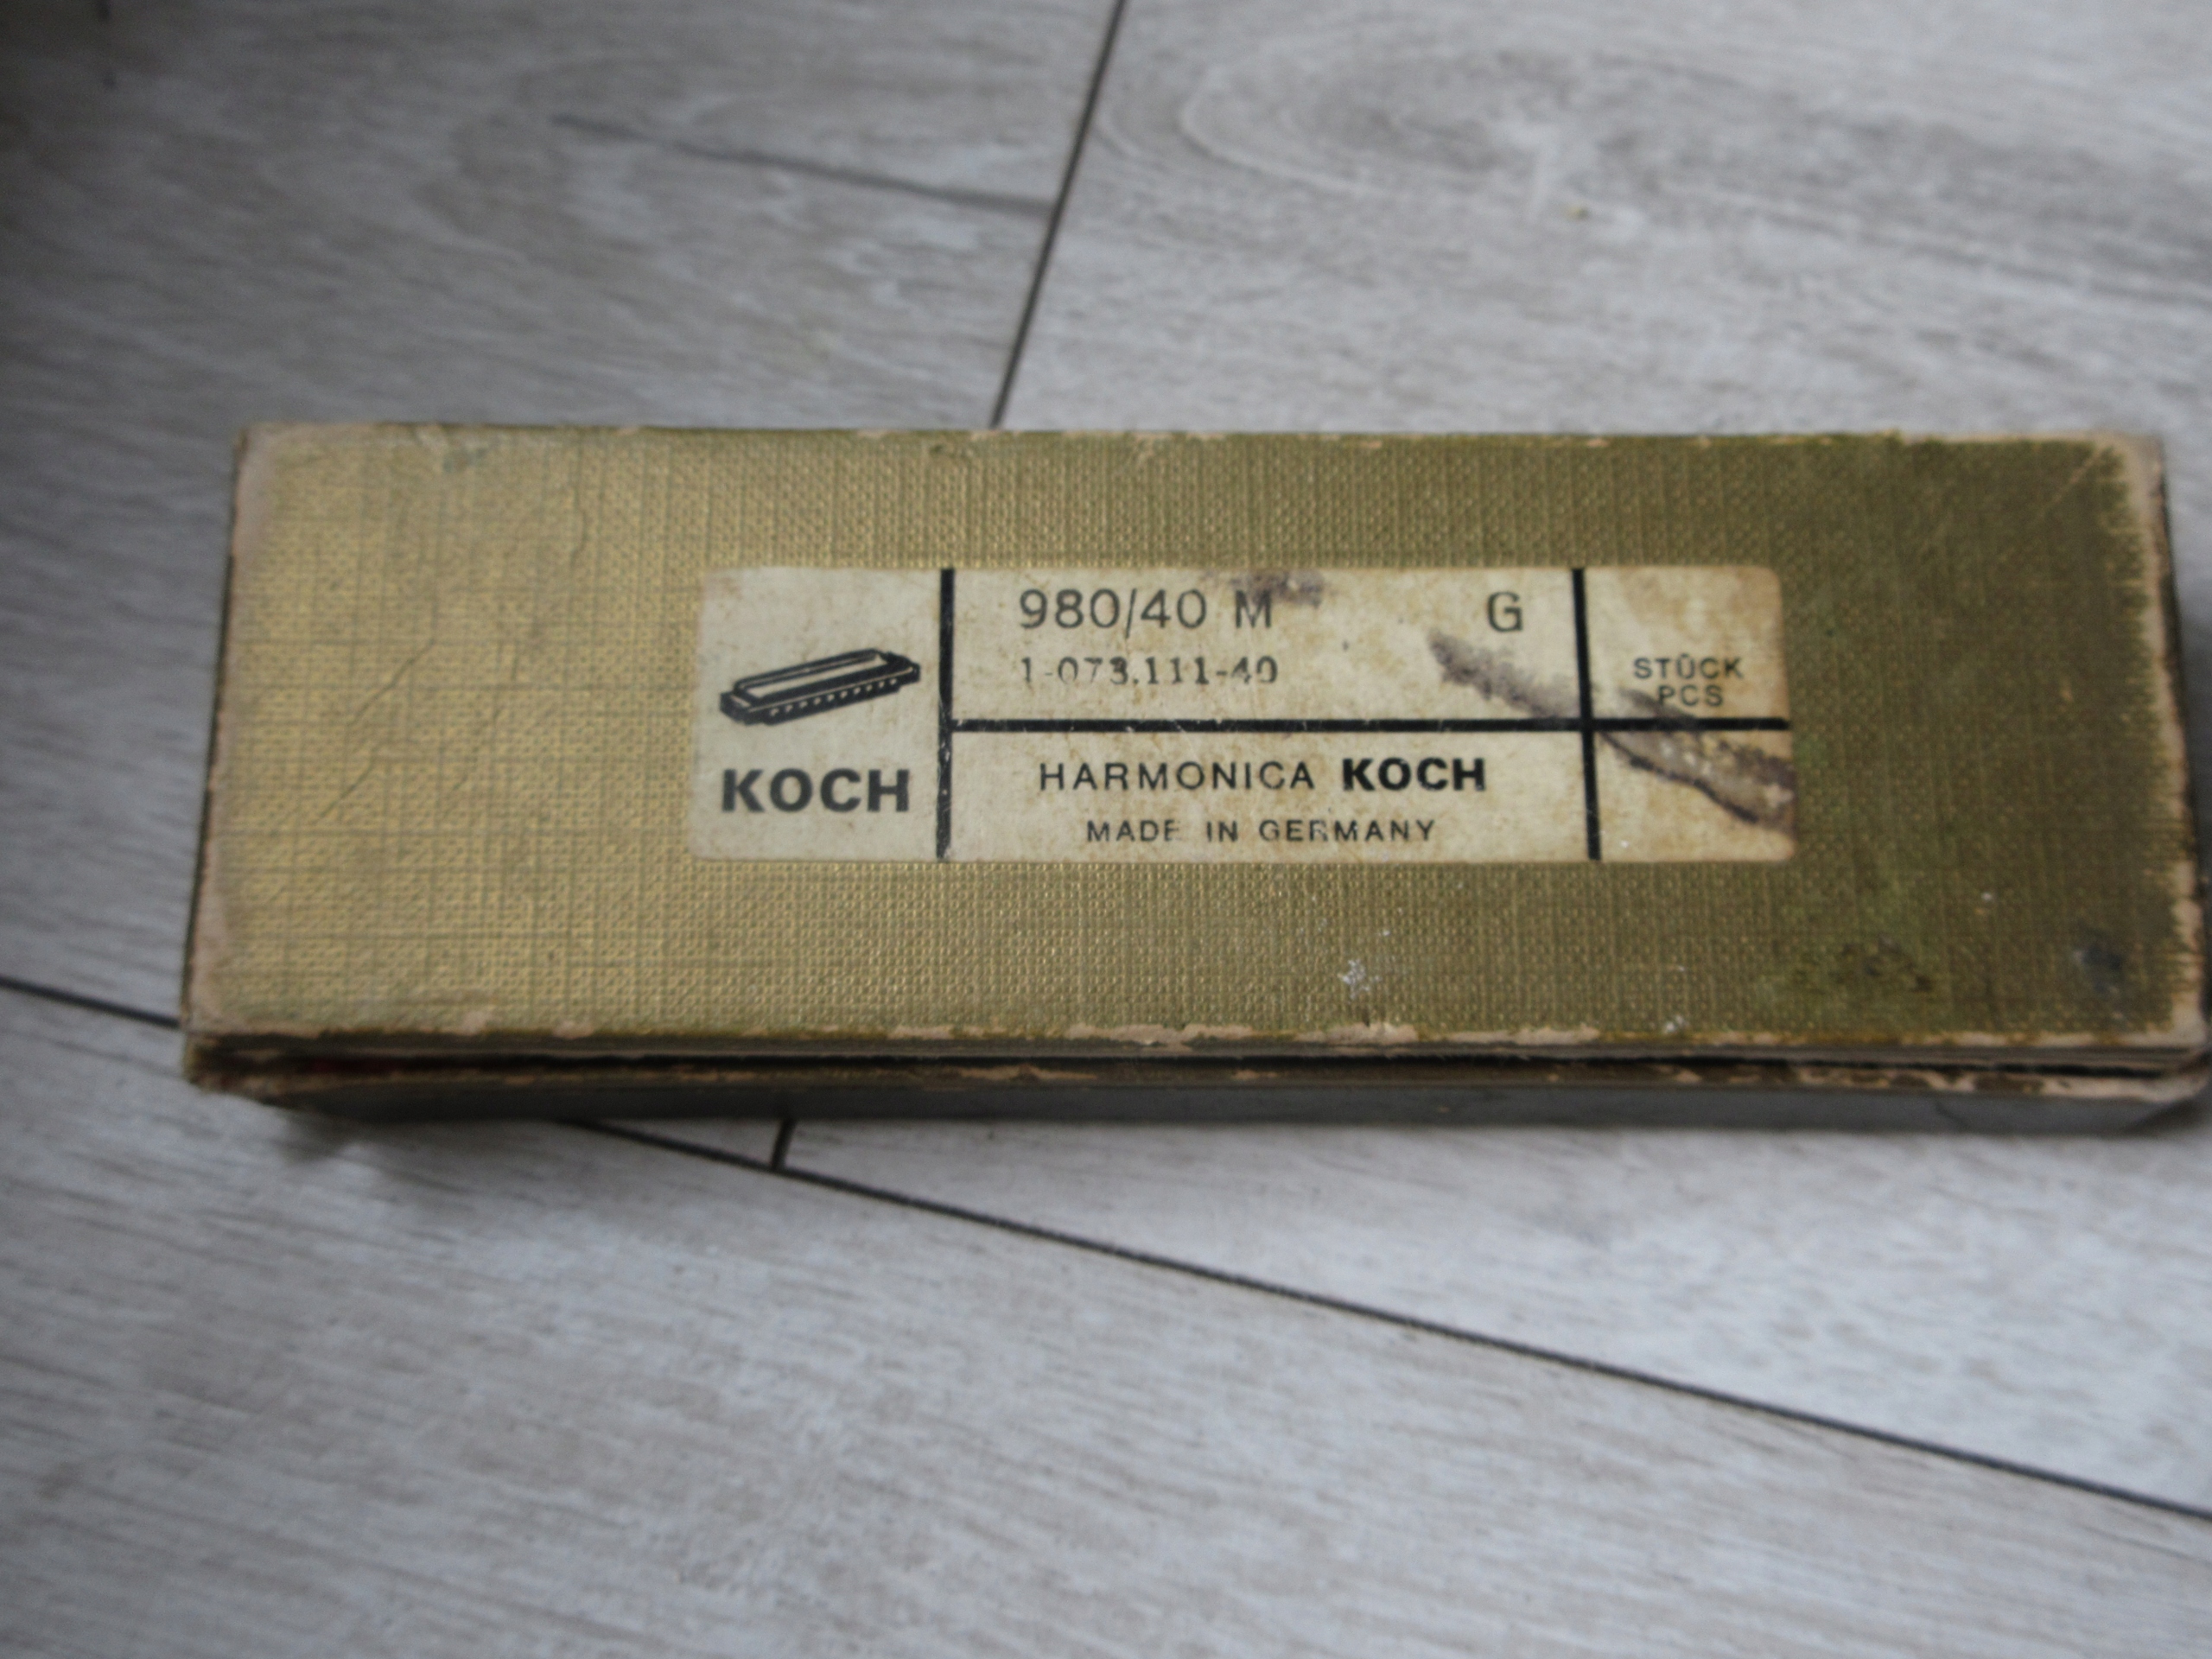 980/40 M G
1-073.111-40
STÜCK
PCS
KOCH
HARMONICA KOCH
MADE IN GERMANY